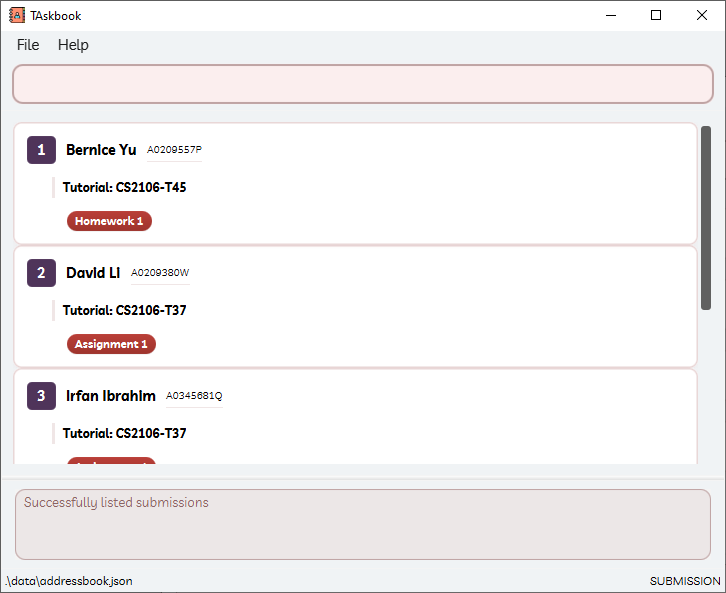 TAskbook
File Help
1 Bernice Yu A0209557P
Tutorial: CS2106-T45
Homework 1
2 David Li A0209380W
Tutorial: CS2106-T37
Assignment 1
3 Irfan Ibrahim A0345681Q
Tutorial: CS2106-T37
Successfully listed submissions
.\data\addressbook.json
SUBMISSION